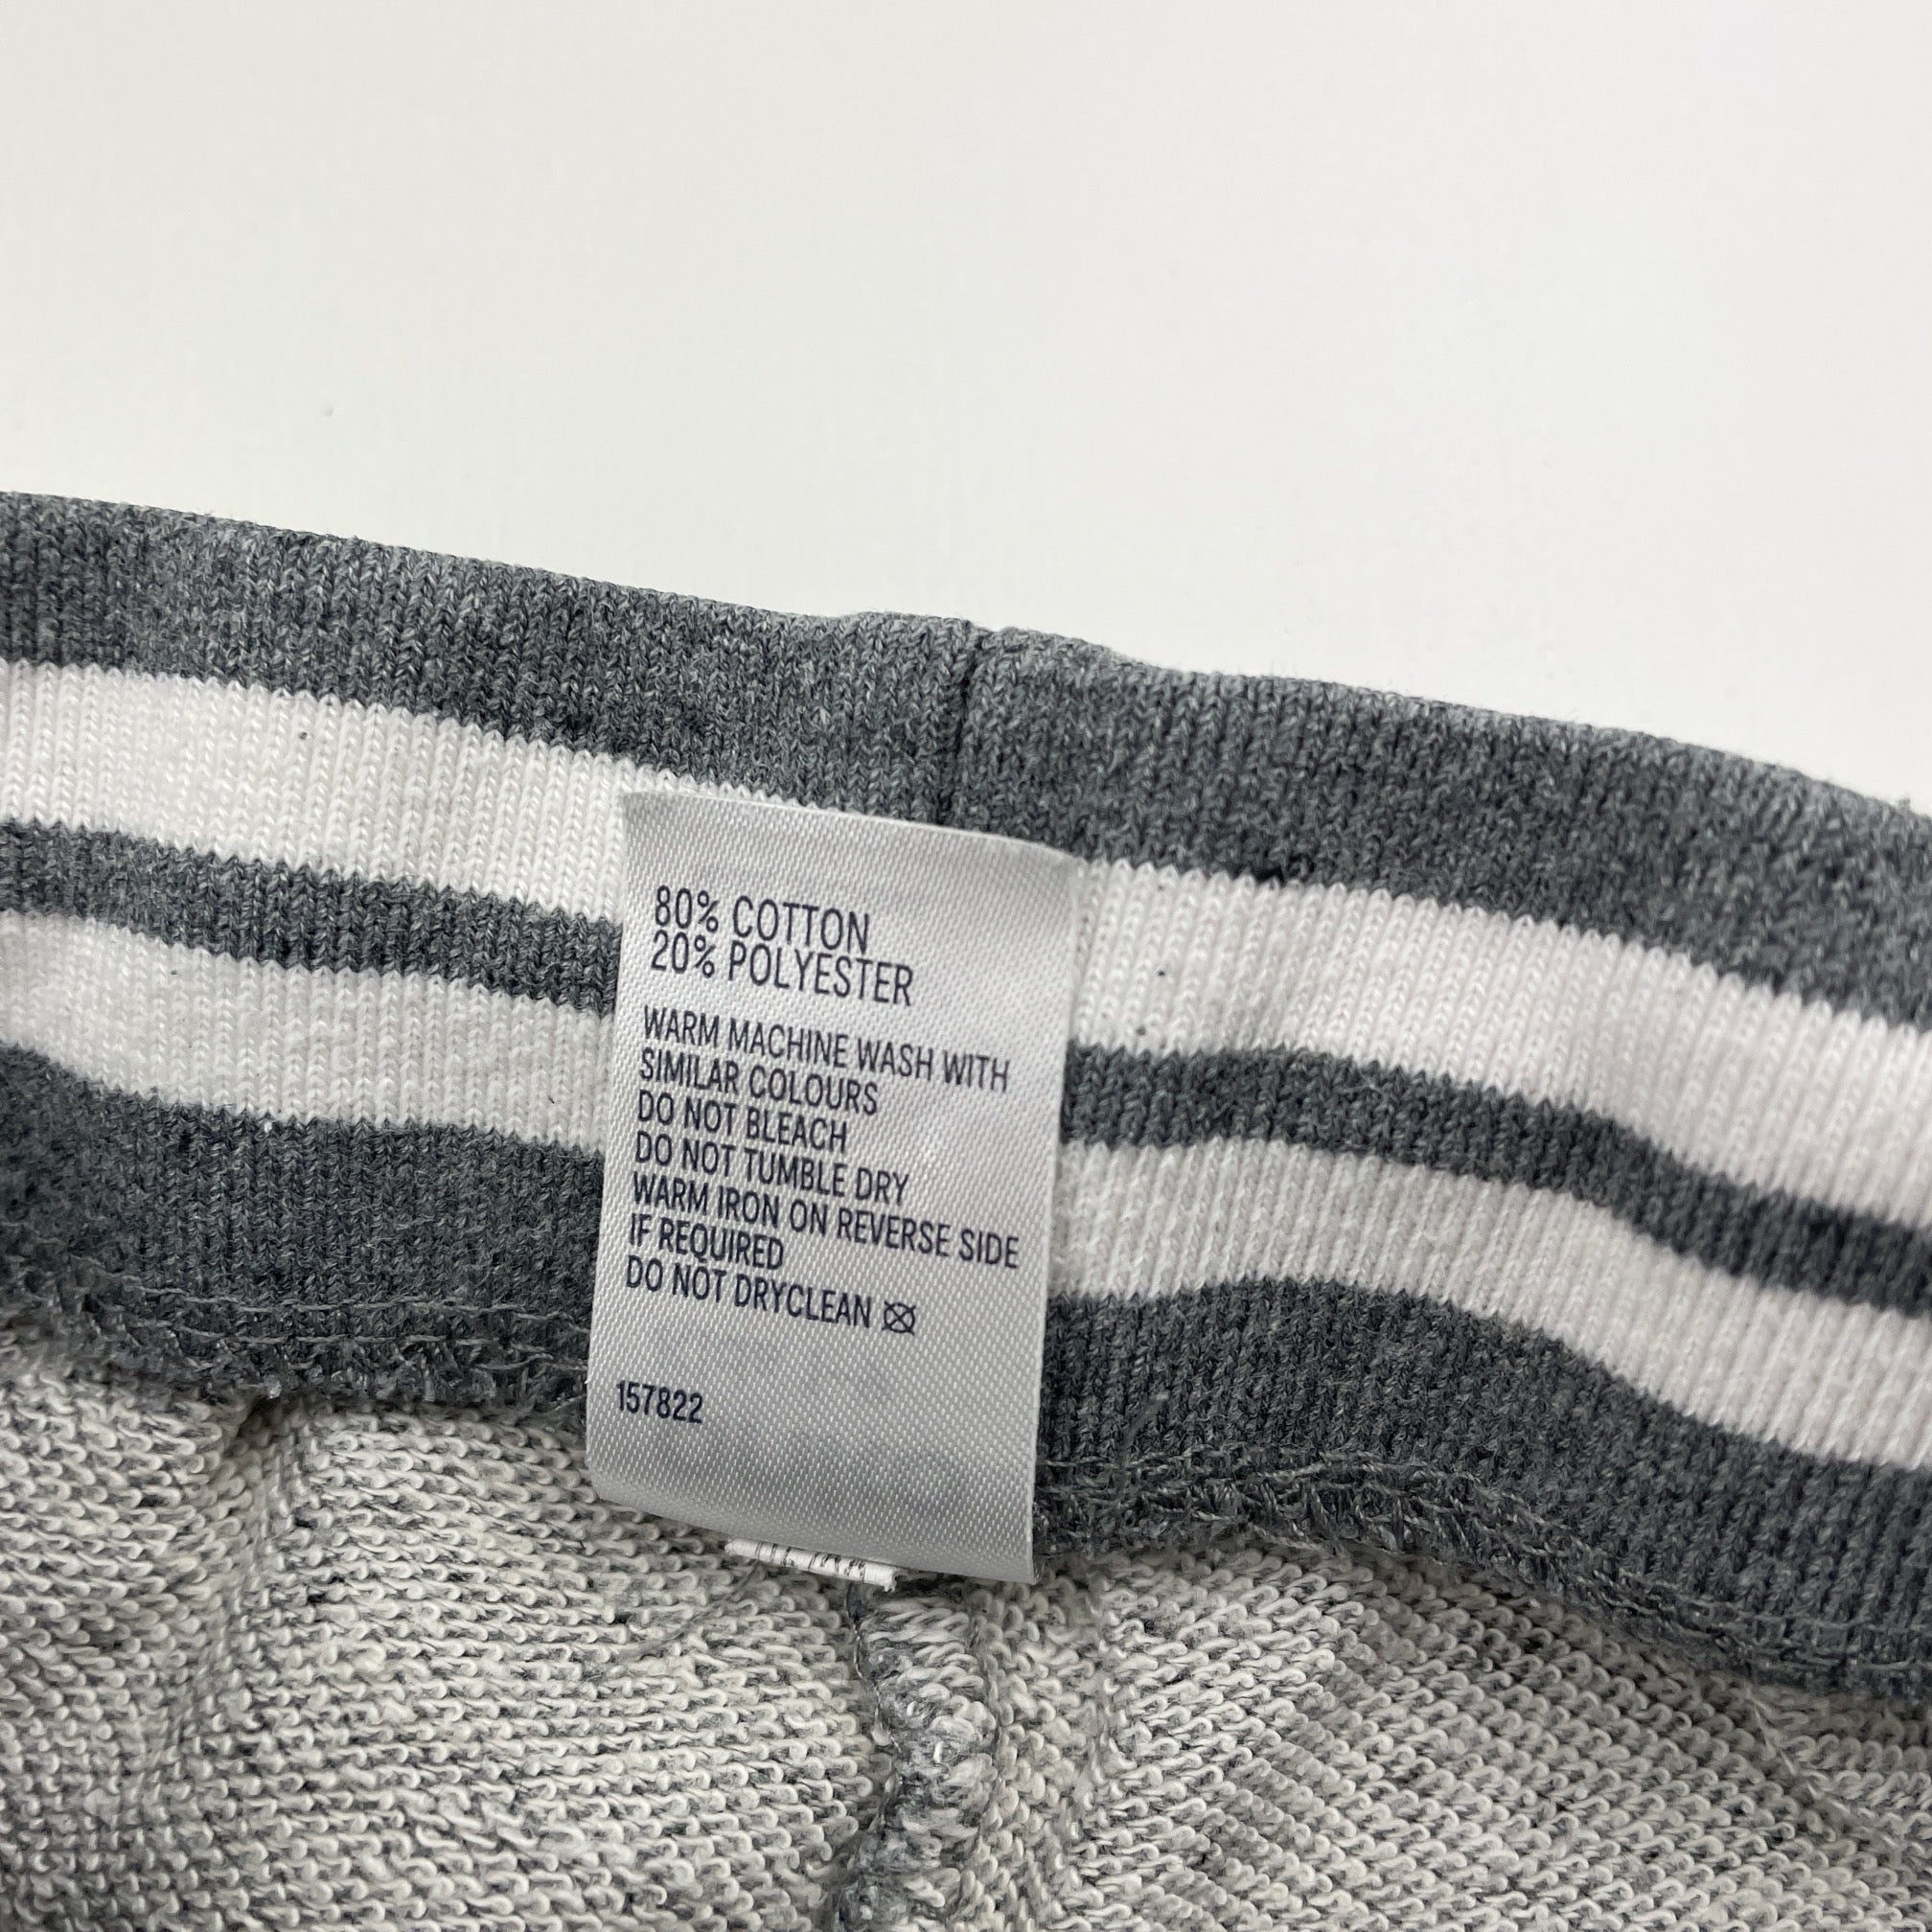 80% COTTON
20% POLYESTER
WARM MACHINE WASH WITH
SIMILAR COLOURS
DO NOT BLEACH
DO NOT TUMBLE DRY
WARM IRON ON REVERSE SIDE
IF REQUIRED
DO NOT DRYCLEAN
157822